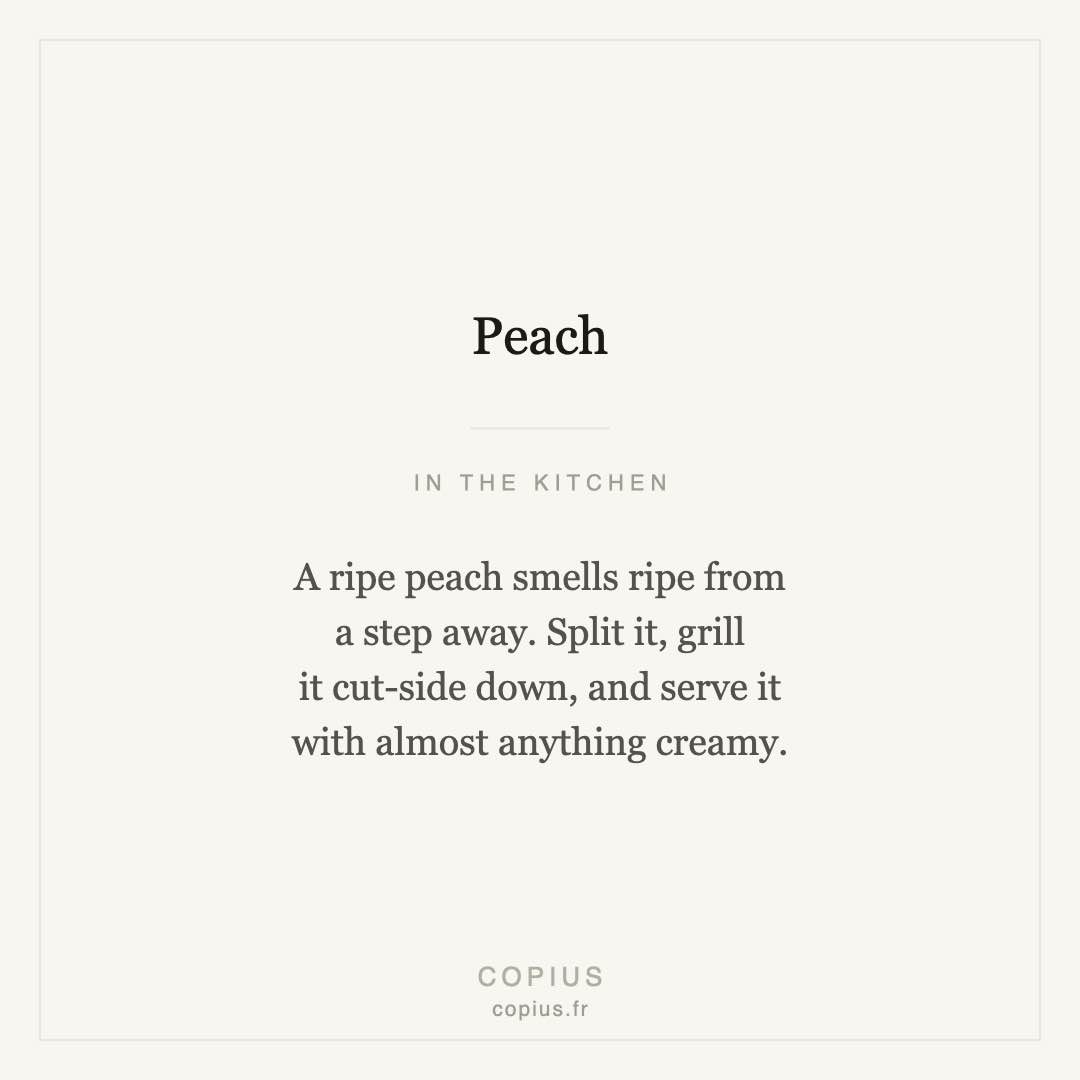 Peach
IN THE KITCHEN
A ripe peach smells ripe from
a step away. Split it, grill
it cut-side down, and serve it
with almost anything creamy.
COPIUS
copius.fr